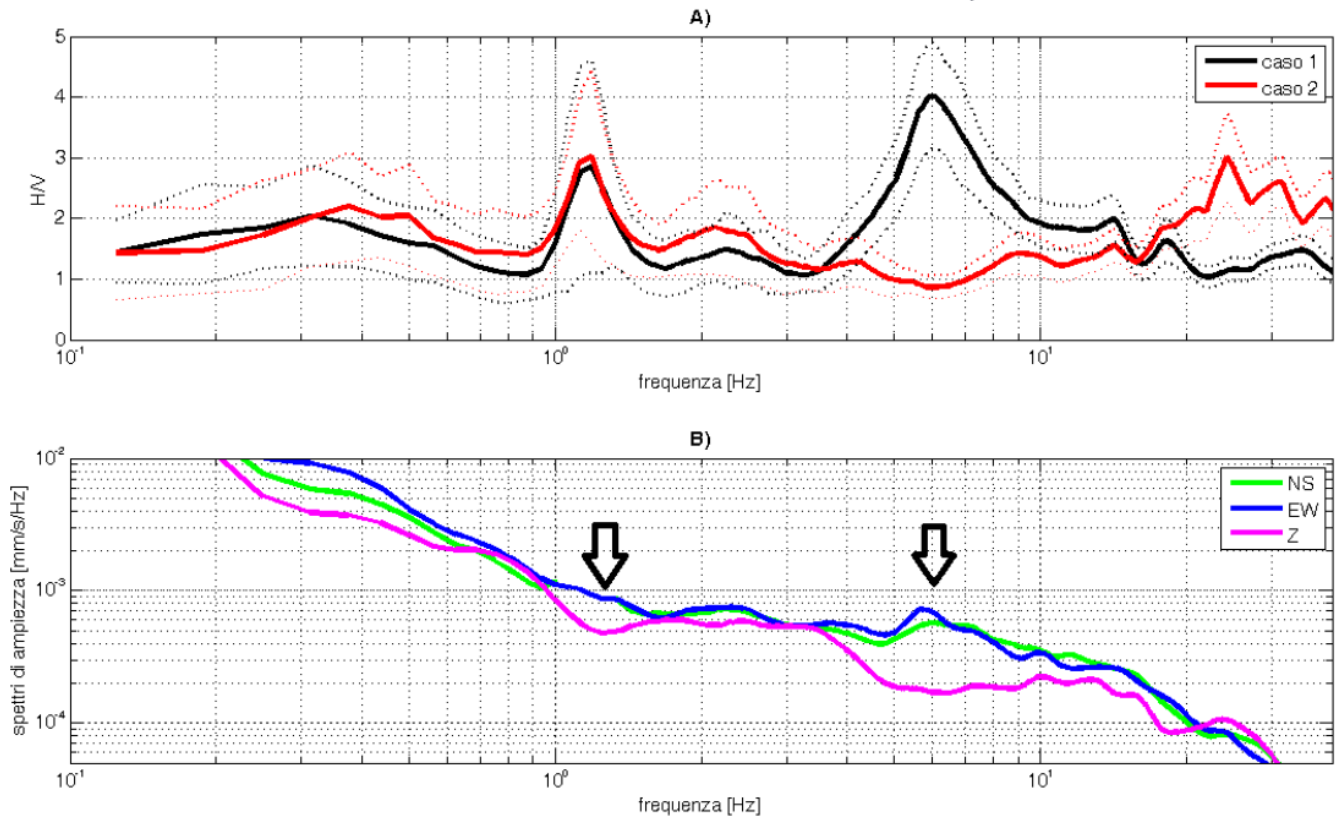 A)
H/V
5
4
3
2
1
0
caso 1
caso 2
10⁻¹
10⁰
10¹
frequenza [Hz]
B)
spettri di ampiezza [mm/s/Hz]
10⁻²
10⁻³
10⁻⁴
NS
EW
Z
10⁻¹
10⁰
10¹
frequenza [Hz]